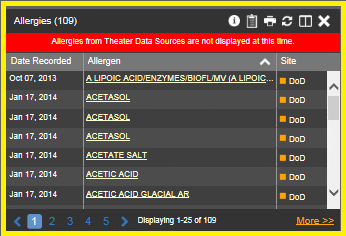 Allergies (109)
Allergies from Theater Data Sources are not displayed at this time.
Date Recorded Allergen Site
Oct 07, 2013 A LIPOIC ACID/ENZYMES/BIOFL/MV (A LIPOIC... DoD
Jan 17, 2014 ACETASOL DoD
Jan 17, 2014 ACETASOL DoD
Jan 17, 2014 ACETASOL DoD
Jan 17, 2014 ACETATE SALT DoD
Jan 17, 2014 ACETIC ACID DoD
Jan 17, 2014 ACETIC ACID GLACIAL AR DoD
1 2 3 4 5 Displaying 1-25 of 109 More >>